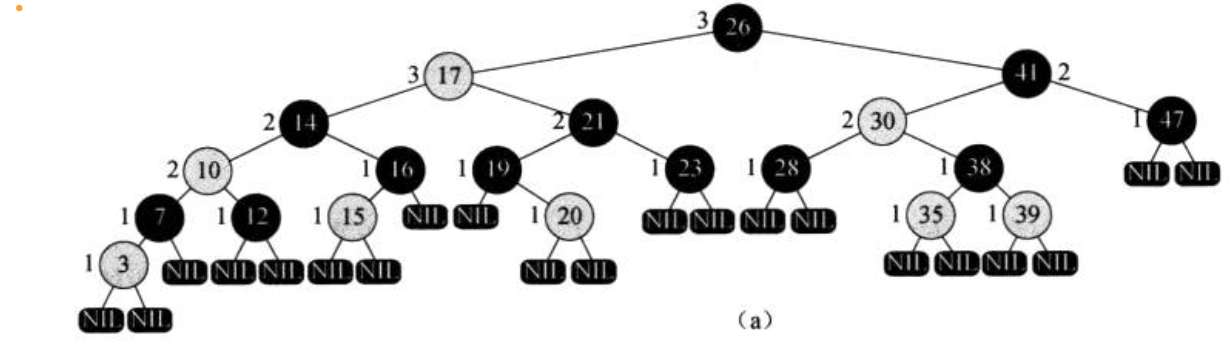 3 26
3 17
41 2
2 14
2 21
2 30
1 47
2 10
1 16
1 19
1 23
1 28
1 38
NIL NIL
1 7
1 12
1 15
NIL
NIL
1 20
NIL NIL
NIL NIL
1 35
1 39
1 3
NIL
NIL NIL
NIL NIL
NIL NIL
NIL NIL
NIL NIL
NIL NIL
(a)